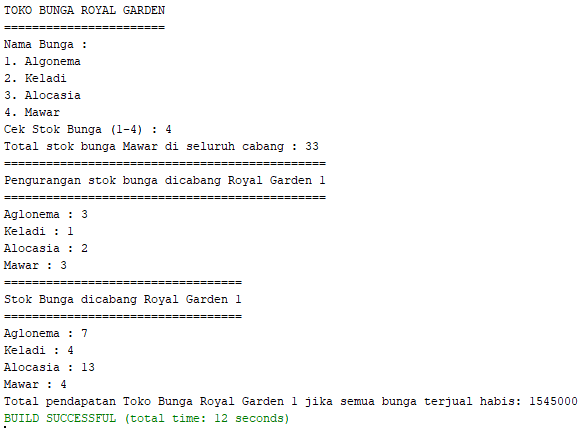 TOKO BUNGA ROYAL GARDEN
=======================
Nama Bunga :
1. Algonema
2. Keladi
3. Alocasia
4. Mawar
Cek Stok Bunga (1-4) : 4
Total stok bunga Mawar di seluruh cabang : 33
==============================================
Pengurangan stok bunga dicabang Royal Garden 1
==============================================
Aglonema : 3
Keladi : 1
Alocasia : 2
Mawar : 3
==================================
Stok Bunga dicabang Royal Garden 1
==================================
Aglonema : 7
Keladi : 4
Alocasia : 13
Mawar : 4
Total pendapatan Toko Bunga Royal Garden 1 jika semua bunga terjual habis: 1545000
BUILD SUCCESSFUL (total time: 12 seconds)